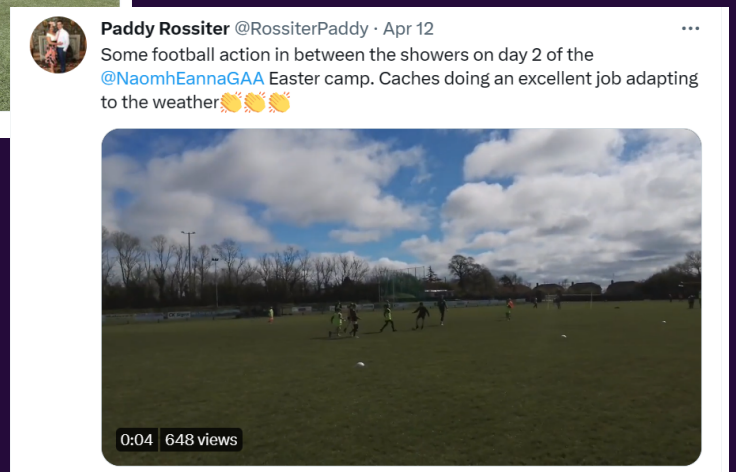 Paddy Rossiter @RossiterPaddy · Apr 12
Some football action in between the showers on day 2 of the
@NaomhEannaGAA Easter camp. Caches doing an excellent job adapting
to the weather👏👏👏
0:04 648 views